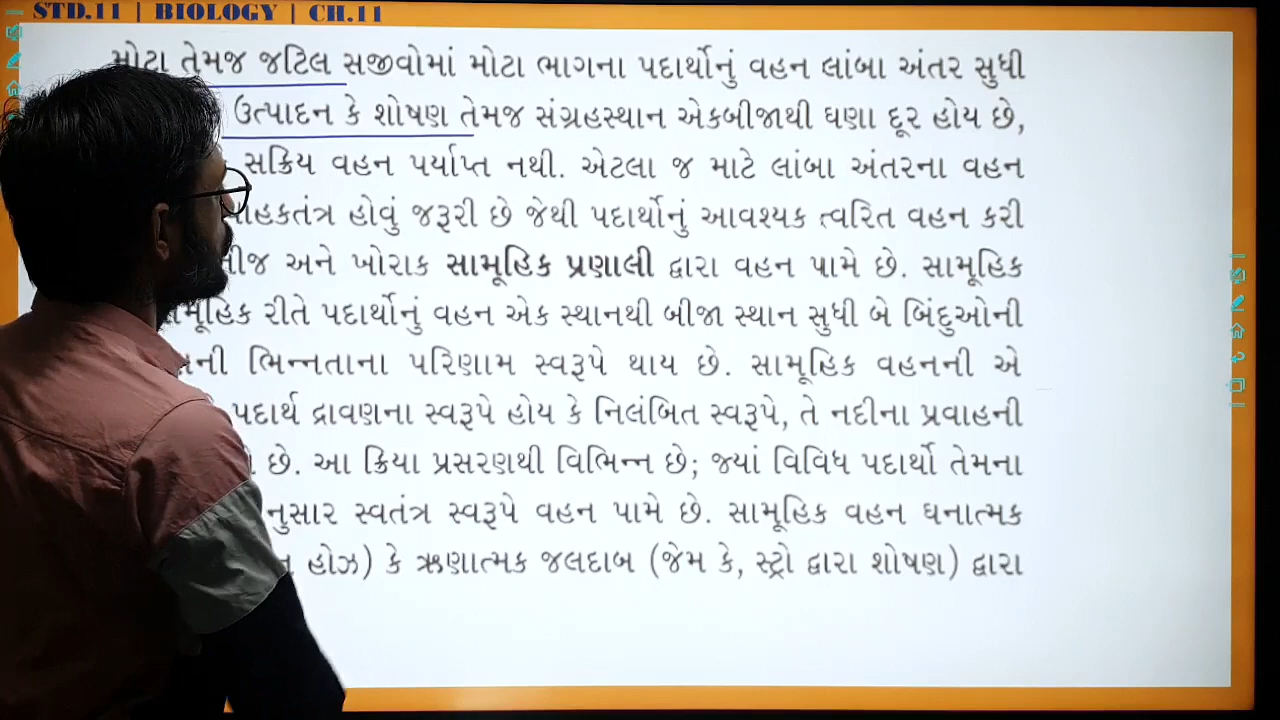 STD.11 | BIOLOGY | CH.11
મોટા તેમજ જટિલ સજીવોમાં મોટા ભાગના પદાર્થોનું વહન લાંબા અંતર સુધી
ઉત્પાદન કે શોષણ તેમજ સંગ્રહસ્થાન એકબીજાથી ઘણા દૂર હોય છે,
સક્રિય વહન પર્યાપ્ત નથી. એટલા જ માટે લાંબા અંતરના વહન
હોવું જરૂરી છે જેથી પદાર્થોનું આવશ્યક ત્વરિત વહન કરી
અને ખોરાક સામૂહિક પ્રણાલી દ્વારા વહન પામે છે. સામૂહિક
રીતે પદાર્થોનું વહન એક સ્થાનથી બીજા સ્થાન સુધી બે બિંદુઓની
ભિન્નતાના પરિણામ સ્વરૂપે થાય છે. સામૂહિક વહનની એ
પદાર્થ દ્રાવણના સ્વરૂપે હોય કે નિલંબિત સ્વરૂપે, તે નદીના પ્રવાહની
છે. આ ક્રિયા પ્રસરણથી વિભિન્ન છે; જ્યાં વિવિધ પદાર્થો તેમના
સ્વતંત્ર સ્વરૂપે વહન પામે છે. સામૂહિક વહન ઘનાત્મક
હોઝ) કે ઋણાત્મક જલદાબ (જેમ કે, સ્ટ્રો દ્વારા શોષણ) દ્વારા